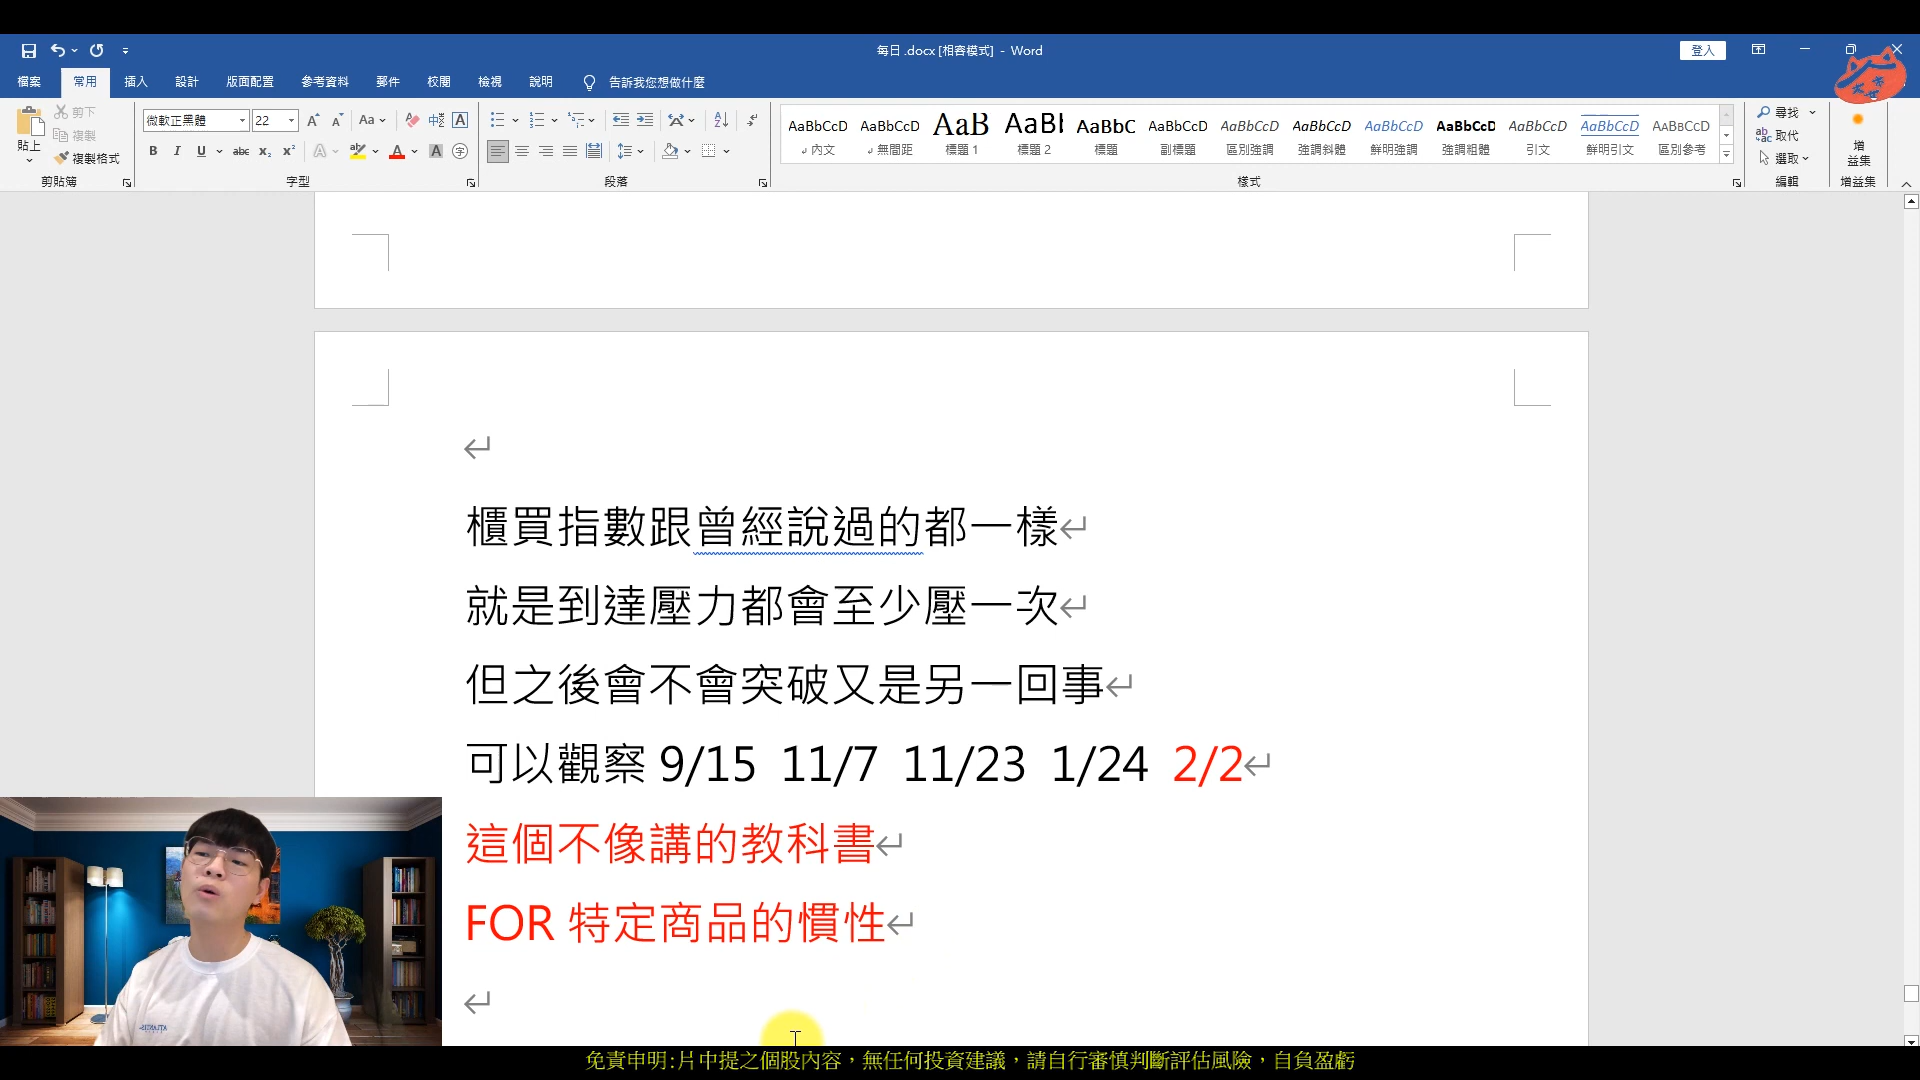 每日.docx [相容模式] - Word
登入
檔案 常用 插入 設計 版面配置 參考資料 郵件 校閱 檢視 說明 告訴我您想做什麼
貼上 剪下 複製 複製格式
微軟正黑體 22
AaBbCcD AaBbCcD AaB AaBl AaBbC AaBbCcD AaBbCcD AaBbCcD AaBbCcD AaBbCcD AaBbCcD AaBbCcD AaBbCcD
內文 無間距 標題 1 標題 2 標題 副標題 區別強調 強調斜體 鮮明強調 強調粗體 引文 鮮明引文 區別參考
尋找 取代 選取
增益集
剪貼簿 字型 段落 樣式 編輯 增益集
櫃買指數跟曾經說過的都一樣
就是到達壓力都會至少壓一次
但之後會不會突破又是另一回事
可以觀察 9/15 11/7 11/23 1/24 2/2
這個不像講的教科書
FOR 特定商品的慣性
免責申明:片中提之個股內容，無任何投資建議，請自行審慎判斷評估風險，自負盈虧